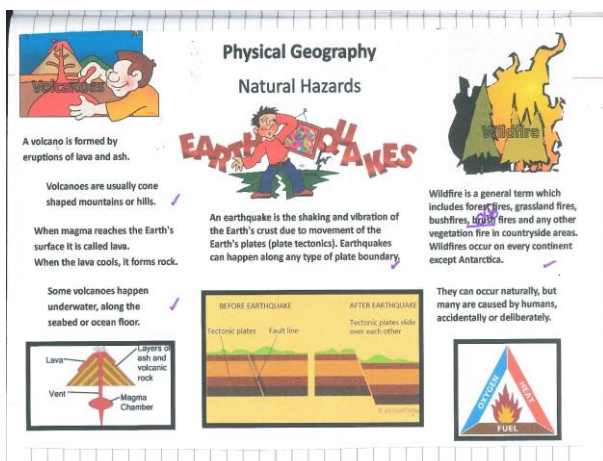 Physical Geography
Natural Hazards
Volcanoes
A volcano is formed by
eruptions of lava and ash.
Volcanoes are usually cone
shaped mountains or hills.
When magma reaches the Earth's
surface it is called lava.
When the lava cools, it forms rock.
Some volcanoes happen
underwater, along the
seabed or ocean floor.
Lava
Layers of
ash and
volcanic
rock
Vent
Magma
Chamber
EARTHQUAKES
An earthquake is the shaking and vibration of
the Earth's crust due to movement of the
Earth's plates (plate tectonics). Earthquakes
can happen along any type of plate boundary.
BEFORE EARTHQUAKE
Tectonic plates
Fault line
AFTER EARTHQUAKE
Tectonic plates slide
over each other
Wildfire
Wildfire is a general term which
includes forest fires, grassland fires,
bushfires, brush fires and any other
vegetation fire in countryside areas.
Wildfires occur on every continent
except Antarctica.
They can occur naturally, but
many are caused by humans,
accidentally or deliberately.
OXYGEN
HEAT
FUEL